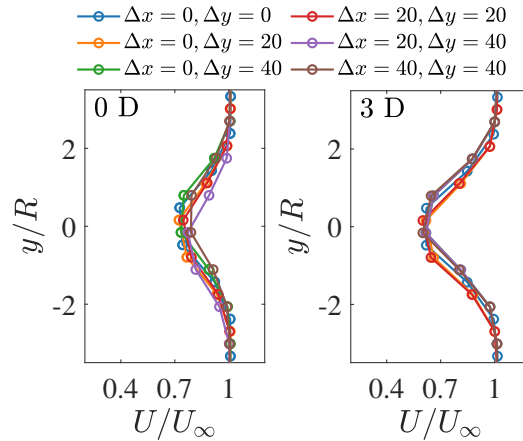 Δx = 0, Δy = 0 Δx = 20, Δy = 20
Δx = 0, Δy = 20 Δx = 20, Δy = 40
Δx = 0, Δy = 40 Δx = 40, Δy = 40
0 D 3 D
2 2
y/R y/R
0 0
-2 -2
0.4 0.7 1 0.4 0.7 1
U/U∞ U/U∞